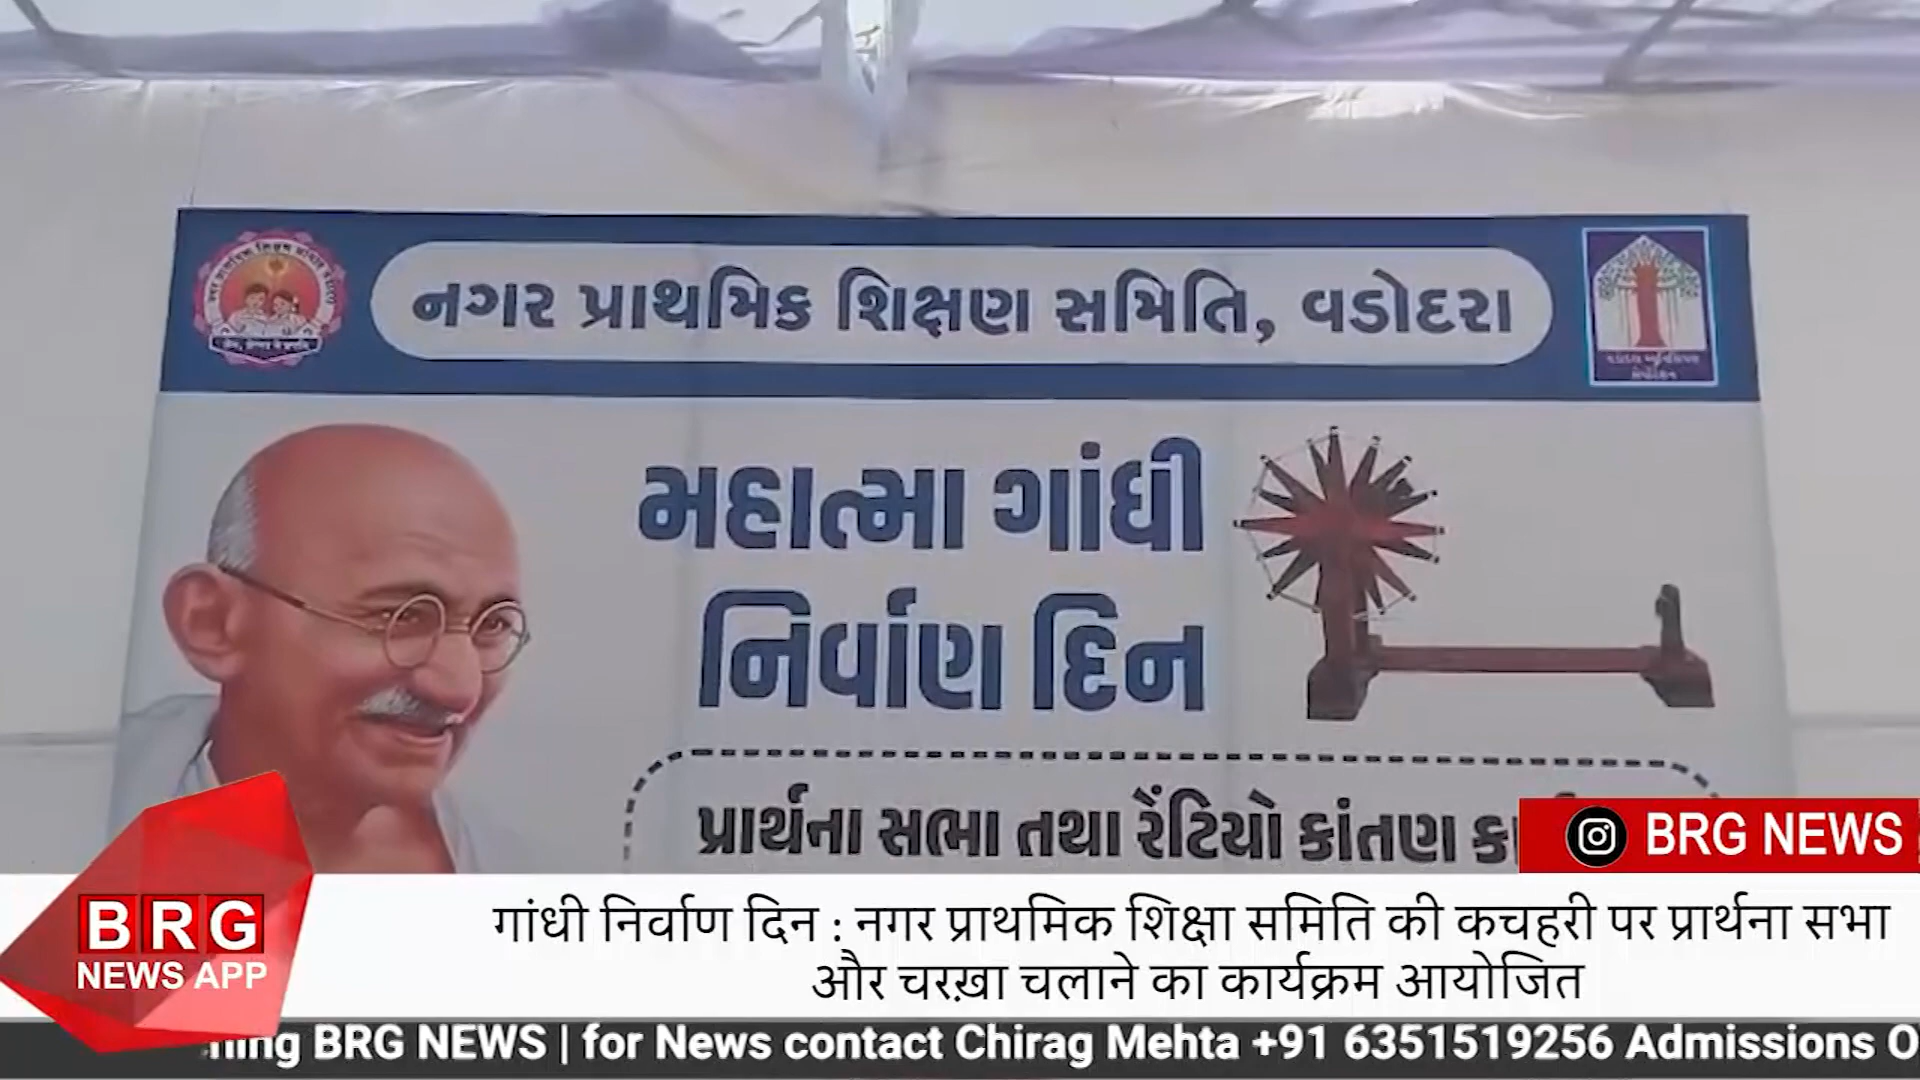 નગર પ્રાથમિક શિક્ષણ સમિતિ, વડોદરા
મહાત્મા ગાંધી
નિર્વાણ દિન
પ્રાર્થના સભા તથા રેંટિયો કાંતણ
BRG NEWS
BRG
NEWS APP
गांधी निर्वाण दिन : नगर प्राथमिक शिक्षा समिति की कचहरी पर प्रार्थना सभा
और चरख़ा चलाने का कार्यक्रम आयोजित
BRG NEWS | for News contact Chirag Mehta +91 6351519256 Admissions